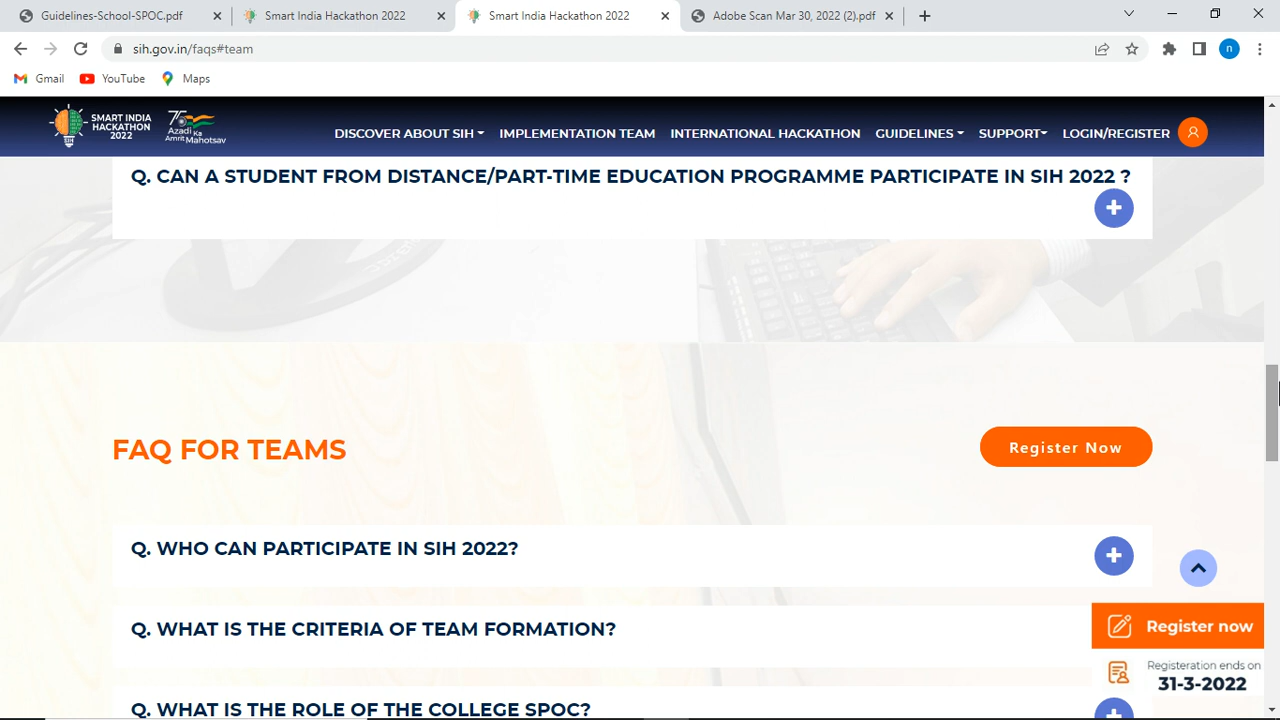 Guidelines-School-SPOC.pdf
Smart India Hackathon 2022
Smart India Hackathon 2022
Adobe Scan Mar 30, 2022 (2).pdf
sih.gov.in/faqs#team
n
Gmail
YouTube
Maps
SMART INDIA
HACKATHON
2022
SIH
75
Azadi Ka
Amrit Mahotsav
DISCOVER ABOUT SIH
IMPLEMENTATION TEAM
INTERNATIONAL HACKATHON
GUIDELINES
SUPPORT
LOGIN/REGISTER
Q. CAN A STUDENT FROM DISTANCE/PART-TIME EDUCATION PROGRAMME PARTICIPATE IN SIH 2022 ?
FAQ FOR TEAMS
Register Now
Q. WHO CAN PARTICIPATE IN SIH 2022?
Q. WHAT IS THE CRITERIA OF TEAM FORMATION?
Register now
Registeration ends on
31-3-2022
Q. WHAT IS THE ROLE OF THE COLLEGE SPOC?